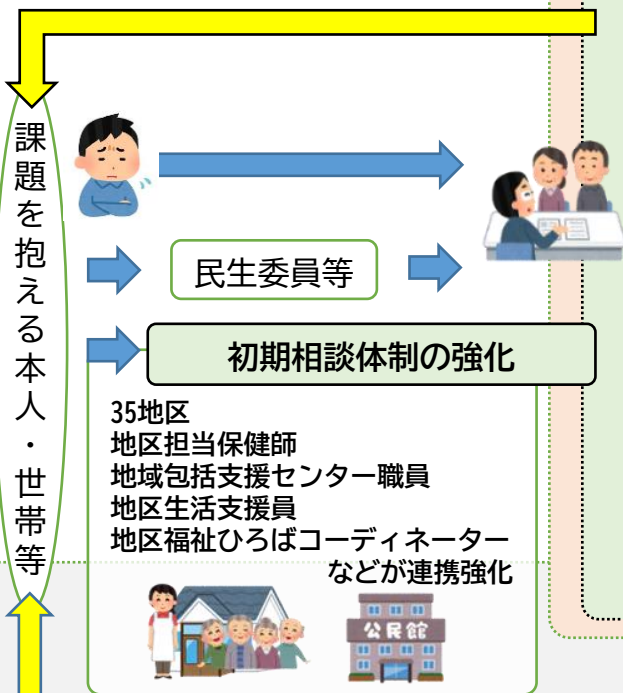 課題を抱える本人・世帯等
民生委員等
初期相談体制の強化
35地区
地区担当保健師
地域包括支援センター職員
地区生活支援員
地区福祉ひろばコーディネーター
などが連携強化
公民館